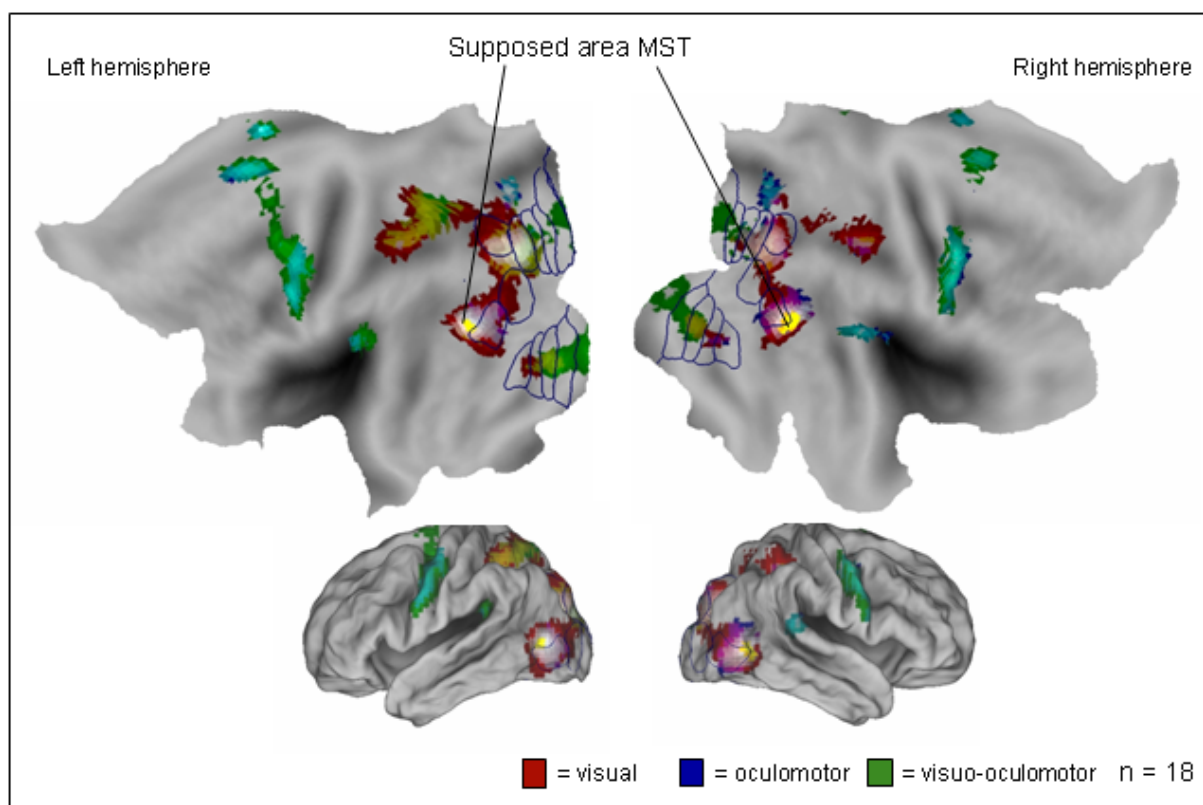 Supposed area MST
Left hemisphere
Right hemisphere
= visual = oculomotor = visuo-oculomotor n = 18